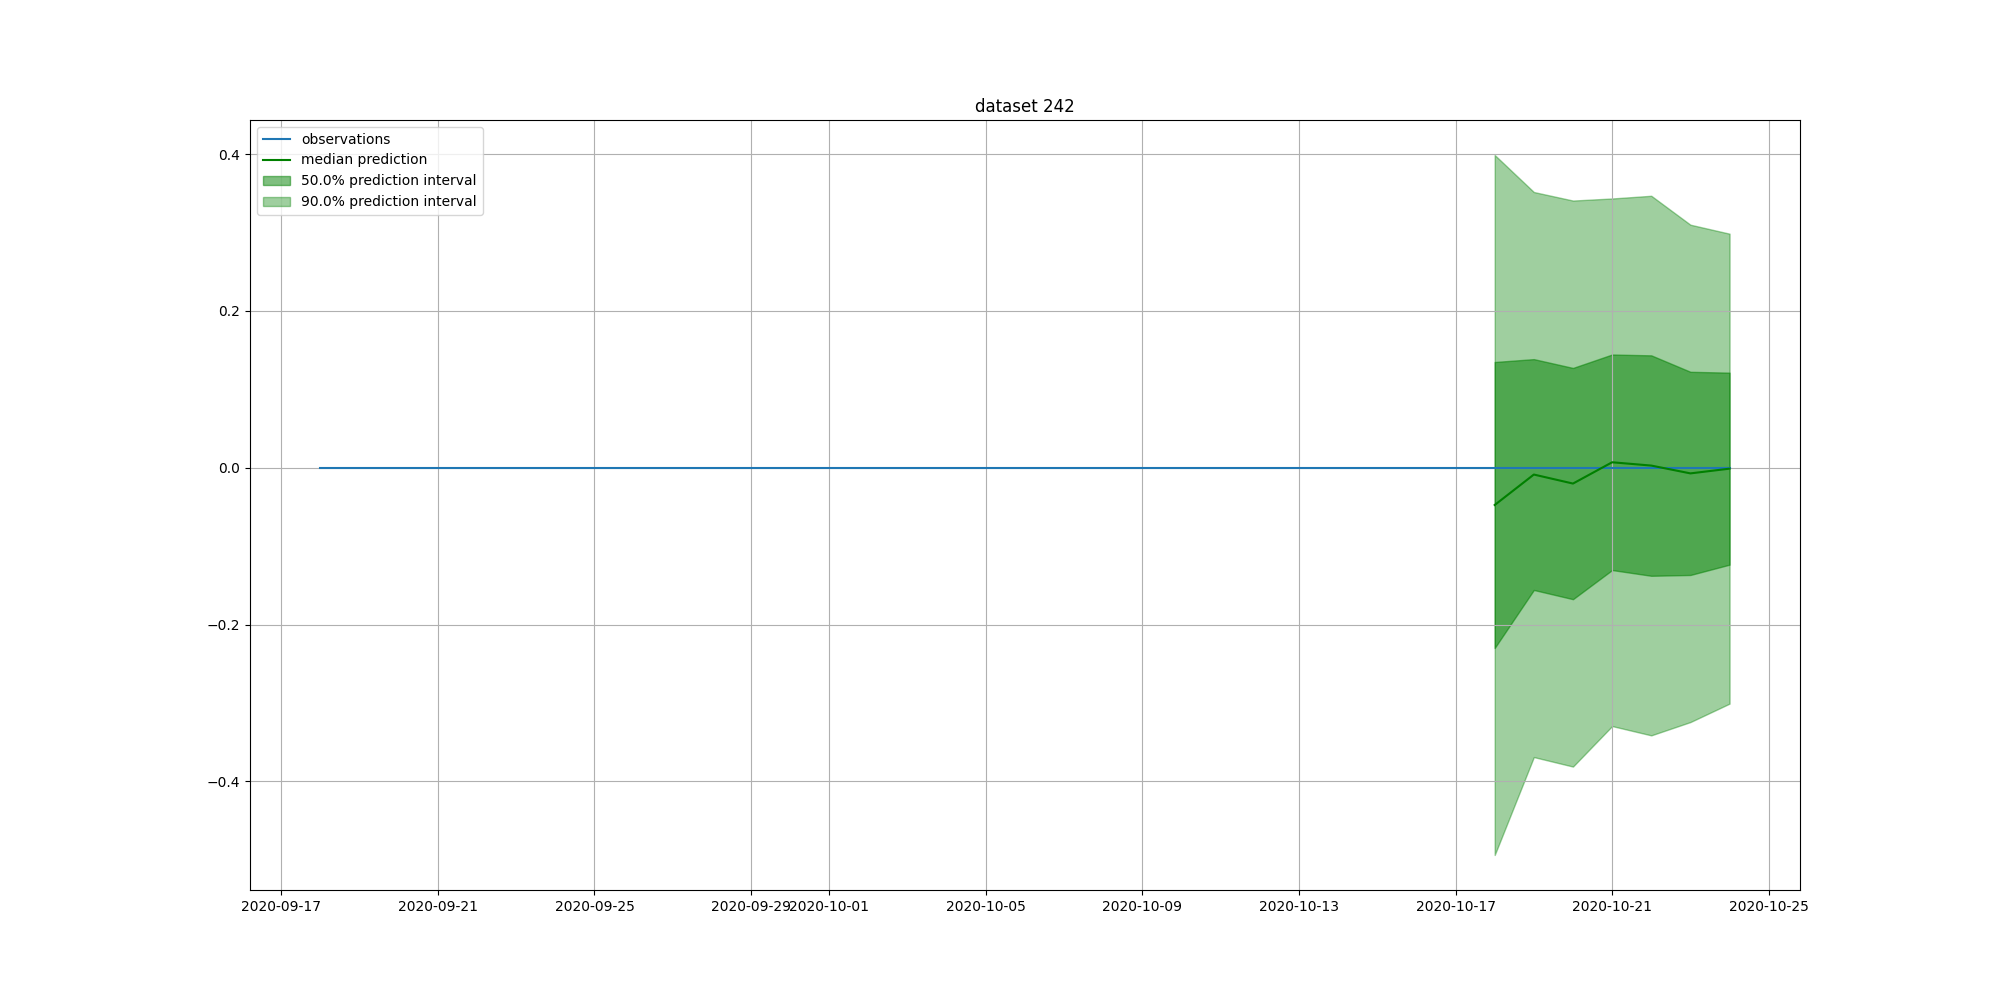 dataset 242
observations
median prediction
50.0% prediction interval
90.0% prediction interval
0.4
0.2
0.0
−0.2
−0.4
2020-09-17 2020-09-21 2020-09-25 2020-09-29 2020-10-01 2020-10-05 2020-10-09 2020-10-13 2020-10-17 2020-10-21 2020-10-25